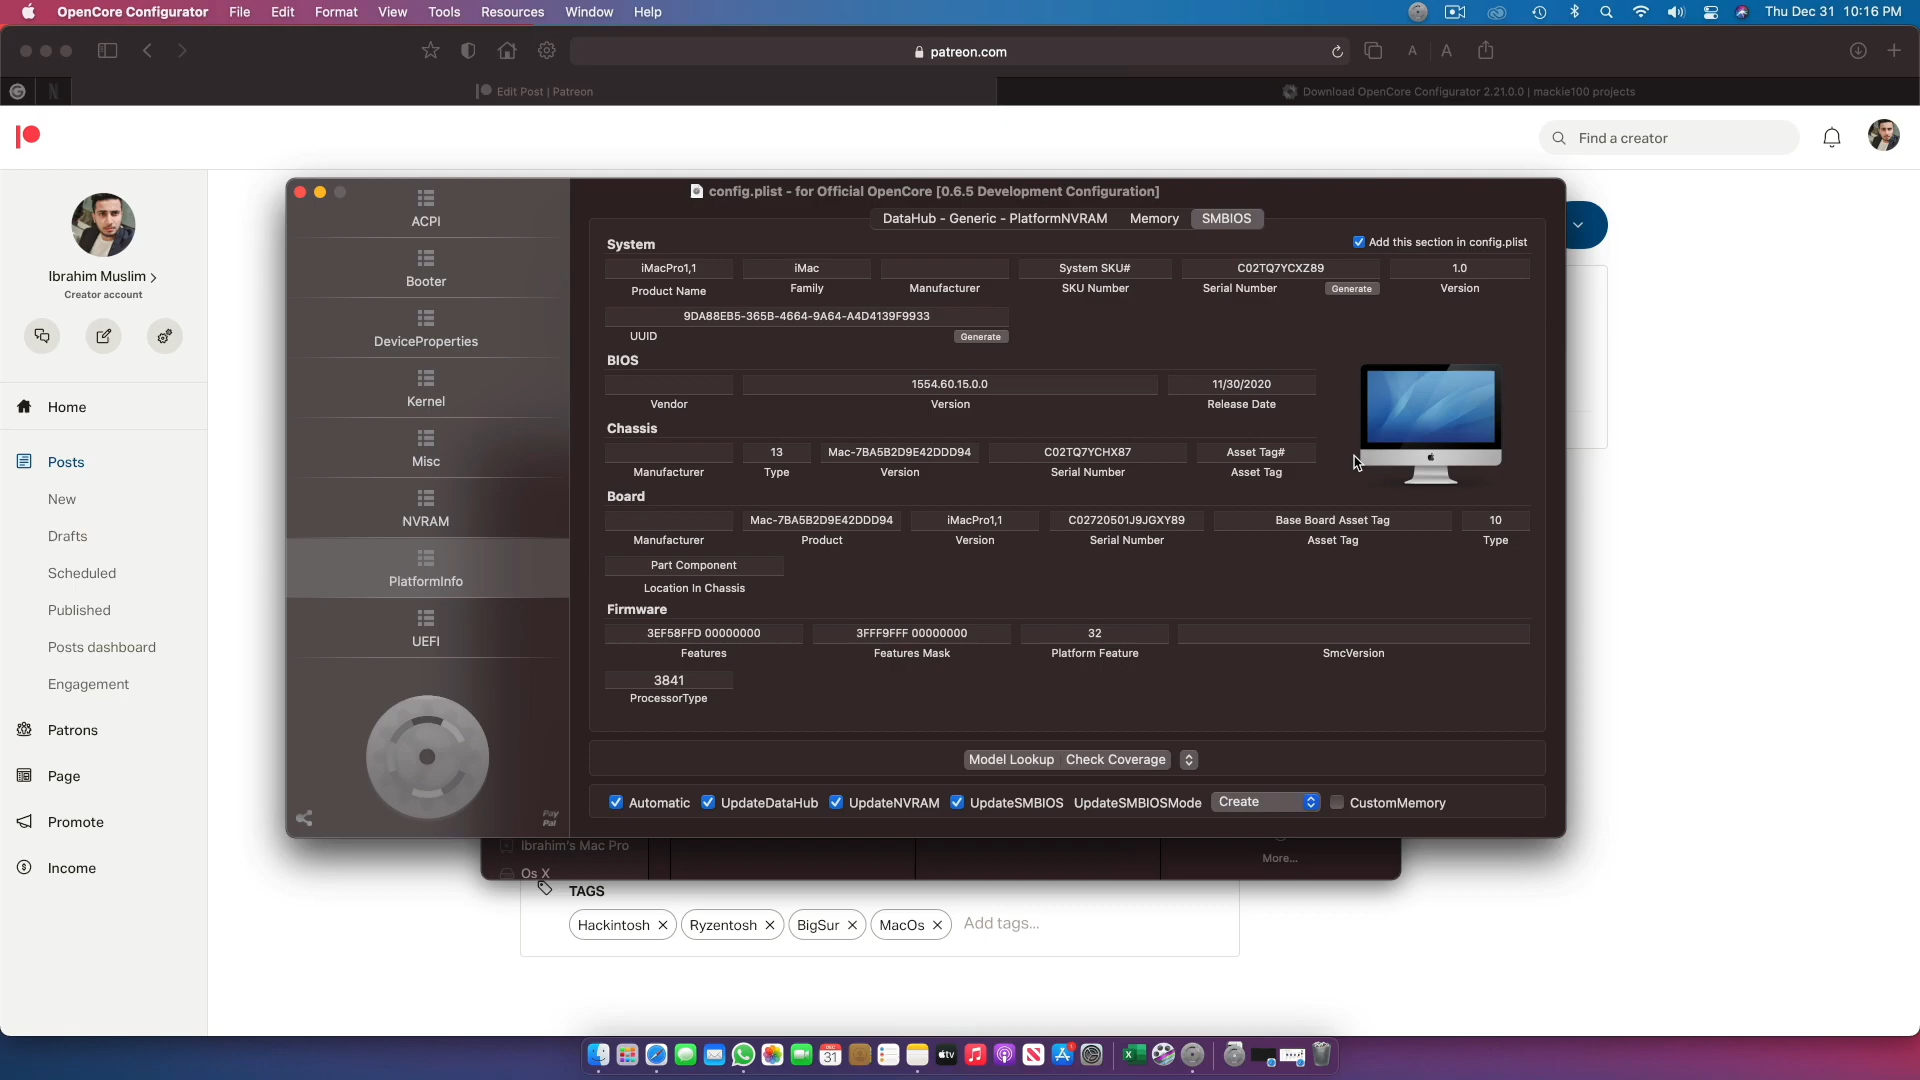 OpenCore Configurator File Edit Format View Tools Resources Window Help Thu Dec 31 10:16 PM
patreon.com
A A
Edit Post | Patreon
Download OpenCore Configurator 2.21.0.0 | mackie100 projects
Find a creator
Ibrahim Muslim >
Creator account
Home
Posts
New
Drafts
Scheduled
Published
Posts dashboard
Engagement
Patrons
Page
Promote
Income
config.plist - for Official OpenCore [0.6.5 Development Configuration]
ACPI
Booter
DeviceProperties
Kernel
Misc
NVRAM
PlatformInfo
UEFI
Pay
Pal
DataHub - Generic - PlatformNVRAM Memory SMBIOS
System
Add this section in config.plist
iMacPro1,1 iMac System SKU# C02TQ7YCXZ89 1.0
Product Name Family Manufacturer SKU Number Serial Number Generate Version
9DA88EB5-365B-4664-9A64-A4D4139F9933
UUID Generate
BIOS
1554.60.15.0.0 11/30/2020
Vendor Version Release Date
Chassis
13 Mac-7BA5B2D9E42DDD94 C02TQ7YCHX87 Asset Tag#
Manufacturer Type Version Serial Number Asset Tag
Board
Mac-7BA5B2D9E42DDD94 iMacPro1,1 C02720501J9JGXY89 Base Board Asset Tag 10
Manufacturer Product Version Serial Number Asset Tag Type
Part Component
Location In Chassis
Firmware
3EF58FFD 00000000 3FFF9FFF 00000000 32
Features Features Mask Platform Feature SmcVersion
3841
ProcessorType
Model Lookup Check Coverage
Automatic UpdateDataHub UpdateNVRAM UpdateSMBIOS UpdateSMBIOSMode Create CustomMemory
Ibrahim's Mac Pro
More...
Os X
TAGS
Hackintosh Ryzentosh BigSur MacOs Add tags...